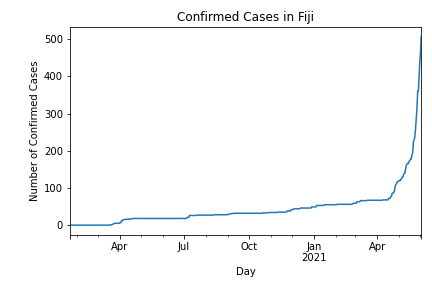 Confirmed Cases in Fiji
Number of Confirmed Cases
500
400
300
200
100
0
Apr Jul Oct Jan Apr
2021
Day